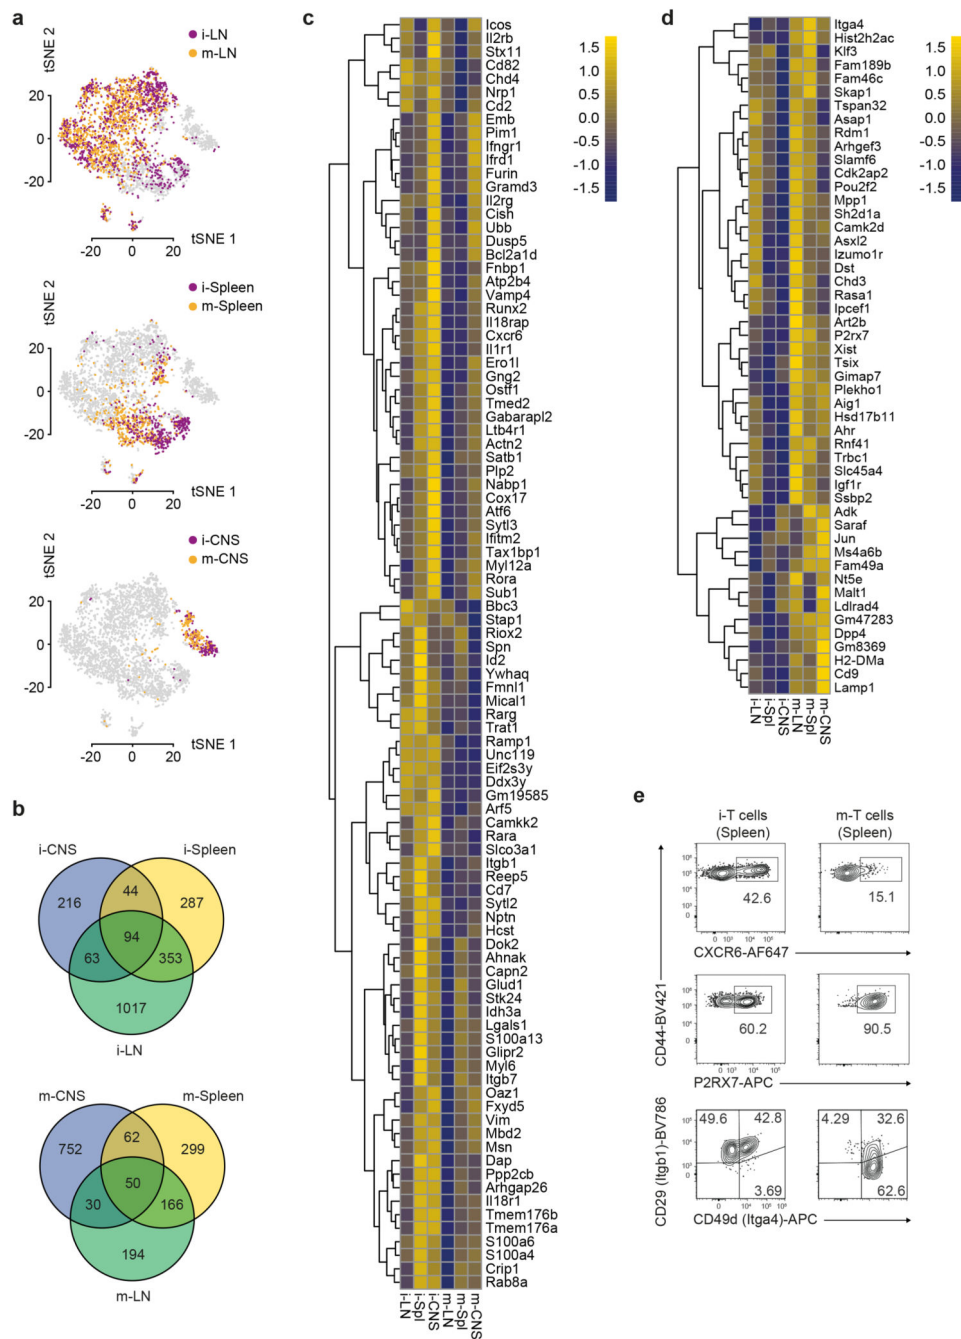 a
i-LN
m-LN
tSNE 2
20
0
-20
tSNE 1
-20
0
20
i-Spleen
m-Spleen
tSNE 2
20
0
-20
tSNE 1
-20
0
20
i-CNS
m-CNS
tSNE 2
20
0
-20
tSNE 1
-20
0
20
b
i-CNS
i-Spleen
216
44
287
94
63
353
1017
i-LN
m-CNS
m-Spleen
752
62
299
50
30
166
194
m-LN
c
Icos
Il2rb
Stx11
Cd82
Chd4
Nrp1
Cd2
Emb
Pim1
Ifngr1
Ifrd1
Furin
Gramd3
Il2rg
Cish
Ubb
Dusp5
Bcl2a1d
Fnbp1
Atp2b4
Vamp4
Runx2
Il18rap
Cxcr6
Il1r1
Ero1l
Gng2
Ostf1
Tmed2
Gabarapl2
Ltb4r1
Actn2
Satb1
Plp2
Nabp1
Cox17
Atf6
Sytl3
Ifitm2
Tax1bp1
Myl12a
Rora
Sub1
Bbc3
Stap1
Riox2
Spn
Id2
Ywhaq
Fmnl1
Mical1
Rarg
Trat1
Ramp1
Unc119
Eif2s3y
Ddx3y
Gm19585
Arf5
Camkk2
Rara
Slco3a1
Itgb1
Reep5
Cd7
Sytl2
Nptn
Hcst
Dok2
Ahnak
Capn2
Glud1
Stk24
Idh3a
Lgals1
S100a13
Glipr2
Myl6
Itgb7
Oaz1
Fxyd5
Vim
Mbd2
Msn
Dap
Ppp2cb
Arhgap26
Il18r1
Tmem176b
Tmem176a
S100a6
S100a4
Crip1
Rab8a
i-LN
i-Spl
i-CNS
m-LN
m-Spl
m-CNS
1.5
1.0
0.5
0.0
-0.5
-1.0
-1.5
d
Itga4
Hist2h2ac
Klf3
Fam189b
Fam46c
Skap1
Tspan32
Asap1
Rdm1
Arhgef3
Slamf6
Cdk2ap2
Pou2f2
Mpp1
Sh2d1a
Camk2d
Asxl2
Izumo1r
Dst
Chd3
Rasa1
Ipcef1
Art2b
P2rx7
Xist
Tsix
Gimap7
Plekho1
Aig1
Hsd17b11
Ahr
Rnf41
Trbc1
Slc45a4
Igf1r
Ssbp2
Adk
Saraf
Jun
Ms4a6b
Fam49a
Nt5e
Malt1
Ldlrad4
Gm47283
Dpp4
Gm8369
H2-DMa
Cd9
Lamp1
i-LN
i-Spl
i-CNS
m-LN
m-Spl
m-CNS
1.5
1.0
0.5
0.0
-0.5
-1.0
-1.5
e
i-T cells
(Spleen)
m-T cells
(Spleen)
42.6
15.1
CXCR6-AF647
60.2
90.5
P2RX7-APC
CD44-BV421
49.6
42.8
3.69
4.29
32.6
62.6
CD29 (Itgb1)-BV786
CD49d (Itga4)-APC